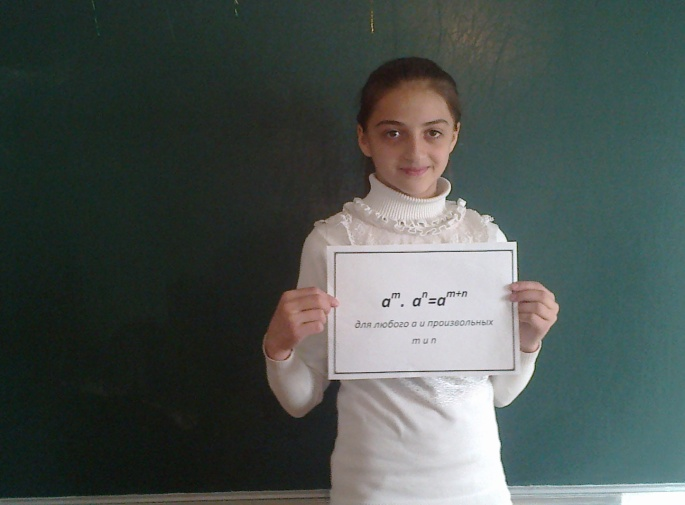 aᵐ. aⁿ=aᵐ⁺ⁿ
для любого а и произвольных
m и n